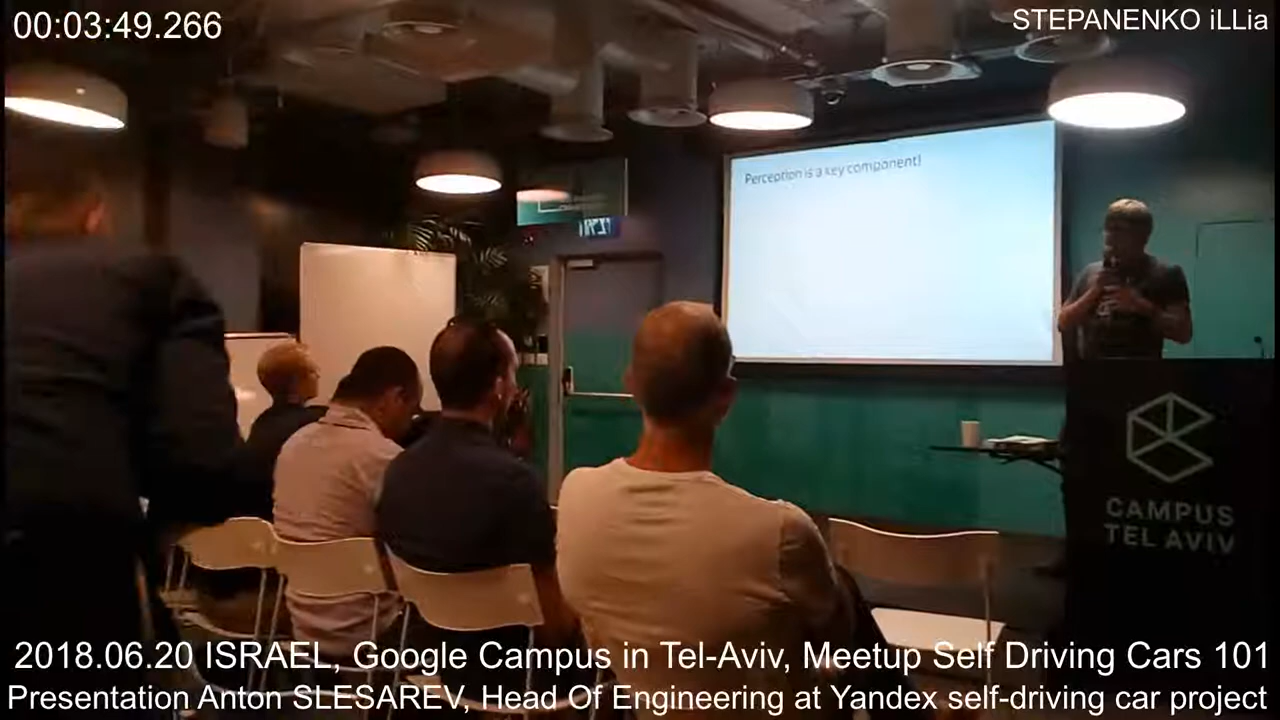 00:03:49.266
STEPANENKO iLLia
Perception is a key component!
CAMPUS
TEL AVIV
2018.06.20 ISRAEL, Google Campus in Tel-Aviv, Meetup Self Driving Cars 101
Presentation Anton SLESAREV, Head Of Engineering at Yandex self-driving car project